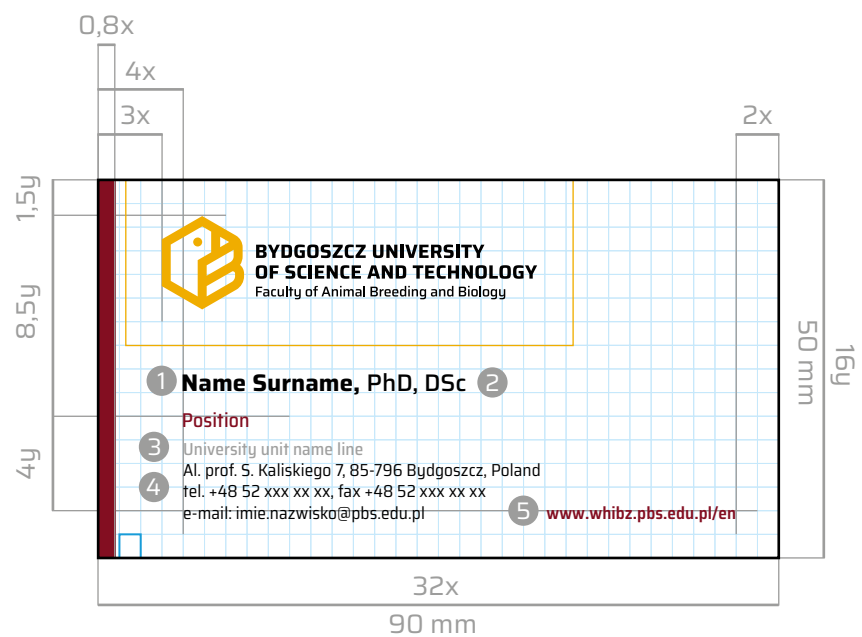 0,8x
4x
3x
2x
1,5y
8,5y
4y
BYDGOSZCZ UNIVERSITY
OF SCIENCE AND TECHNOLOGY
Faculty of Animal Breeding and Biology
1 Name Surname, PhD, DSc 2
Position
3 University unit name line
Al. prof. S. Kaliskiego 7, 85-796 Bydgoszcz, Poland
4 tel. +48 52 xxx xx xx, fax +48 52 xxx xx xx
e-mail: imie.nazwisko@pbs.edu.pl 5 www.whibz.pbs.edu.pl/en
50 mm
16y
32x
90 mm